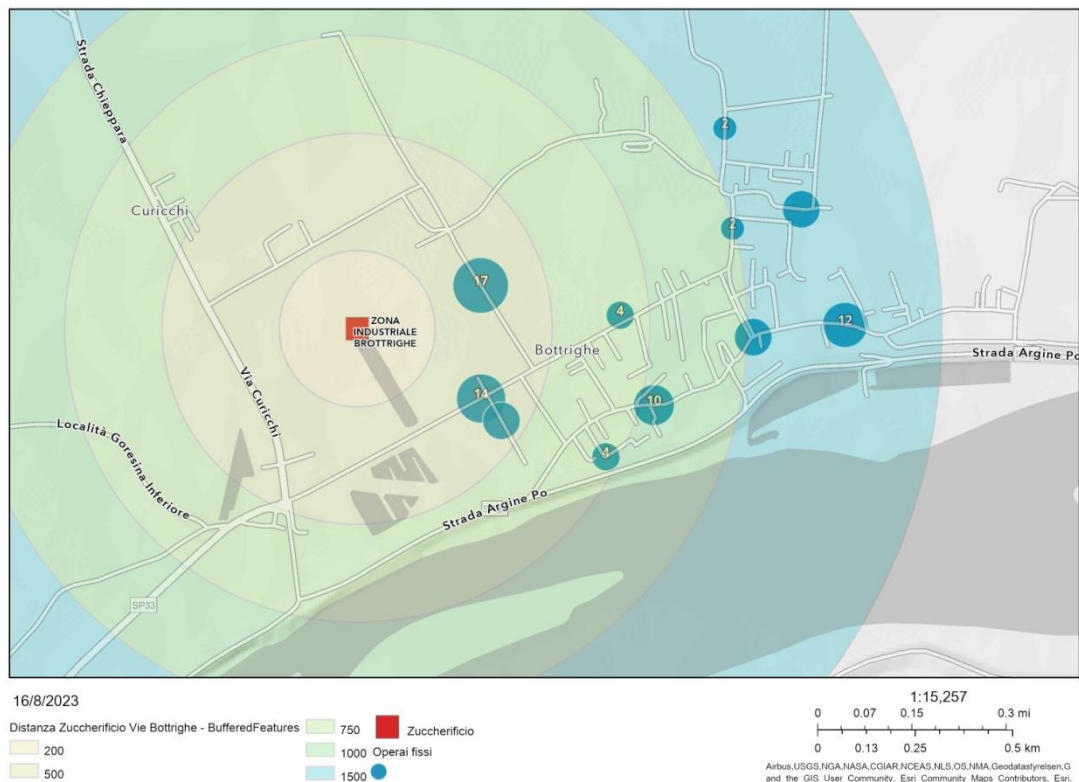 Strada Chieppara
Curicchi
2
2
17
4
12
ZONA
INDUSTRIALE
BROTTRIGHE
Bottrighe
Strada Argine Po
Via Curicchi
14
10
Località Goresina Inferiore
4
Strada Argine Po
SP33
16/8/2023
Distanza Zuccherificio Vie Bottrighe - BufferedFeatures
200
500
750
1000
1500
Zuccherificio
Operai fissi
1:15,257
0 0.07 0.15 0.3 mi
0 0.13 0.25 0.5 km
Airbus,USGS,NGA,NASA,CGIAR,NCEAS,NLS,OS,NMA,Geodatastyrelsen,G
and the GIS User Community, Esri Community Maps Contributors, Esri,